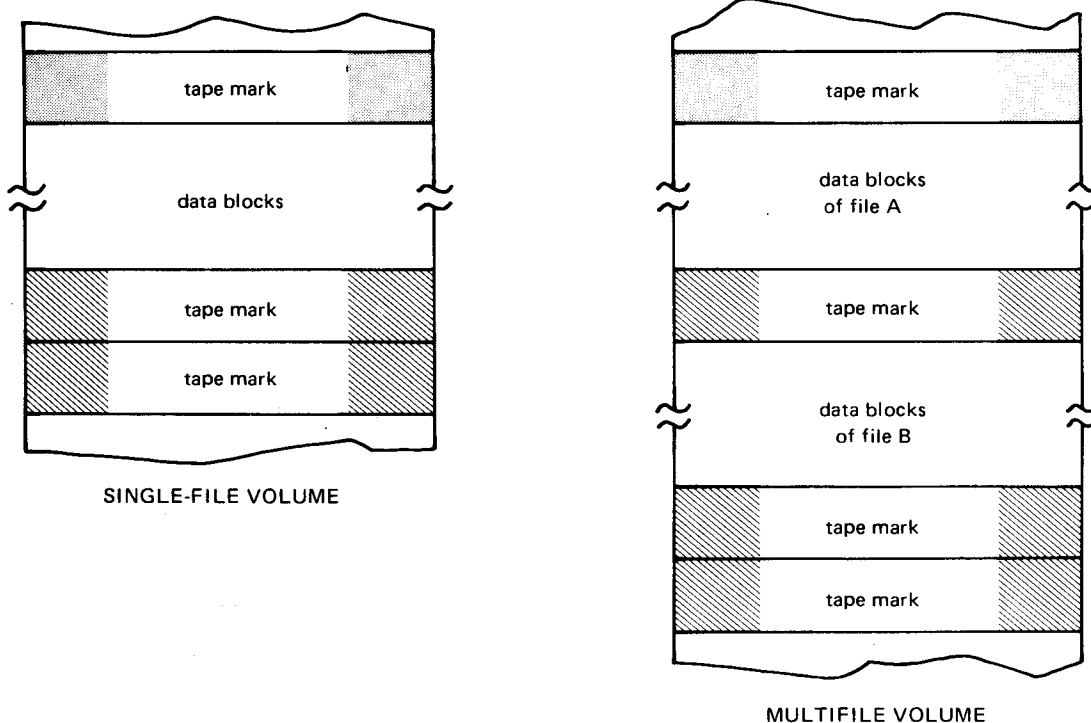 tape mark
data blocks
tape mark
tape mark
SINGLE-FILE VOLUME
tape mark
data blocks
of file A
tape mark
data blocks
of file B
tape mark
tape mark
MULTIFILE VOLUME